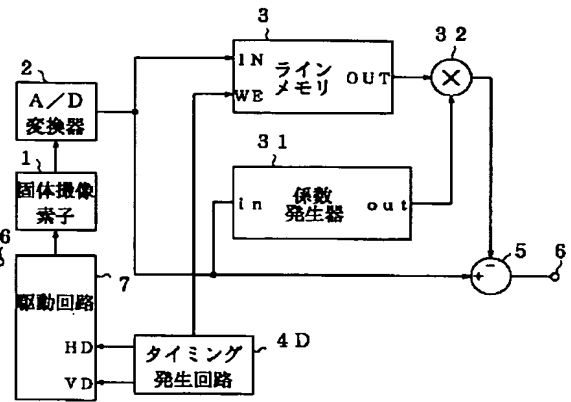 3
3 2
IN
ライン
メモリ
OUT
WE
×
2
A/D
変換器
3 1
係数
発生器
in
out
1
固体撮像
素子
6
5
6
-
+
7
駆動回路
HD
VD
タイミング
発生回路
4 D